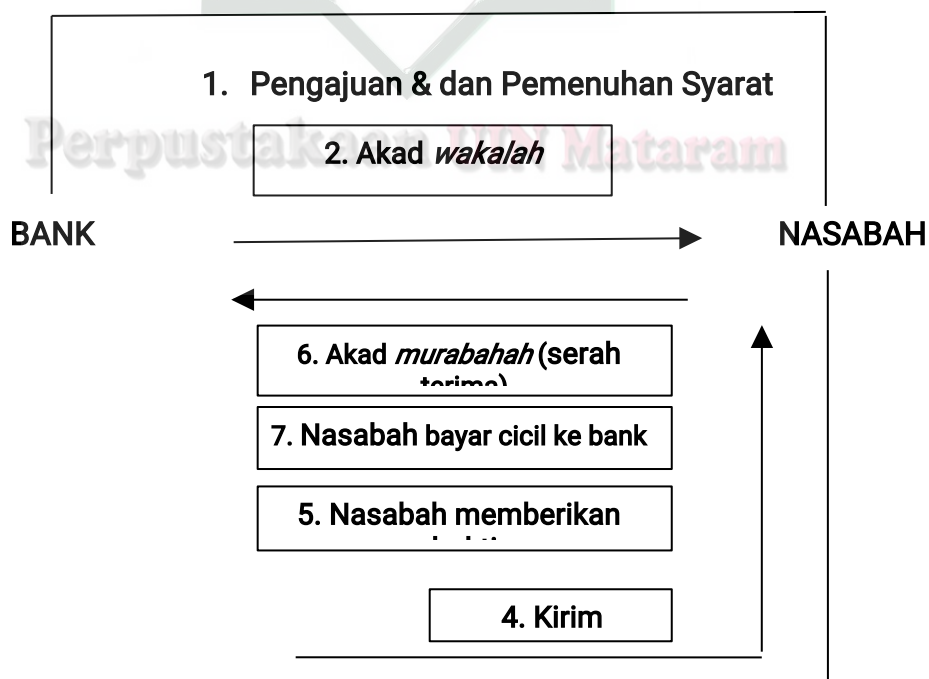 1. Pengajuan & dan Pemenuhan Syarat
Perpustakaan UIN Mataram
2. Akad wakalah
BANK
NASABAH
6. Akad murabahah (serah
7. Nasabah bayar cicil ke bank
5. Nasabah memberikan
4. Kirim